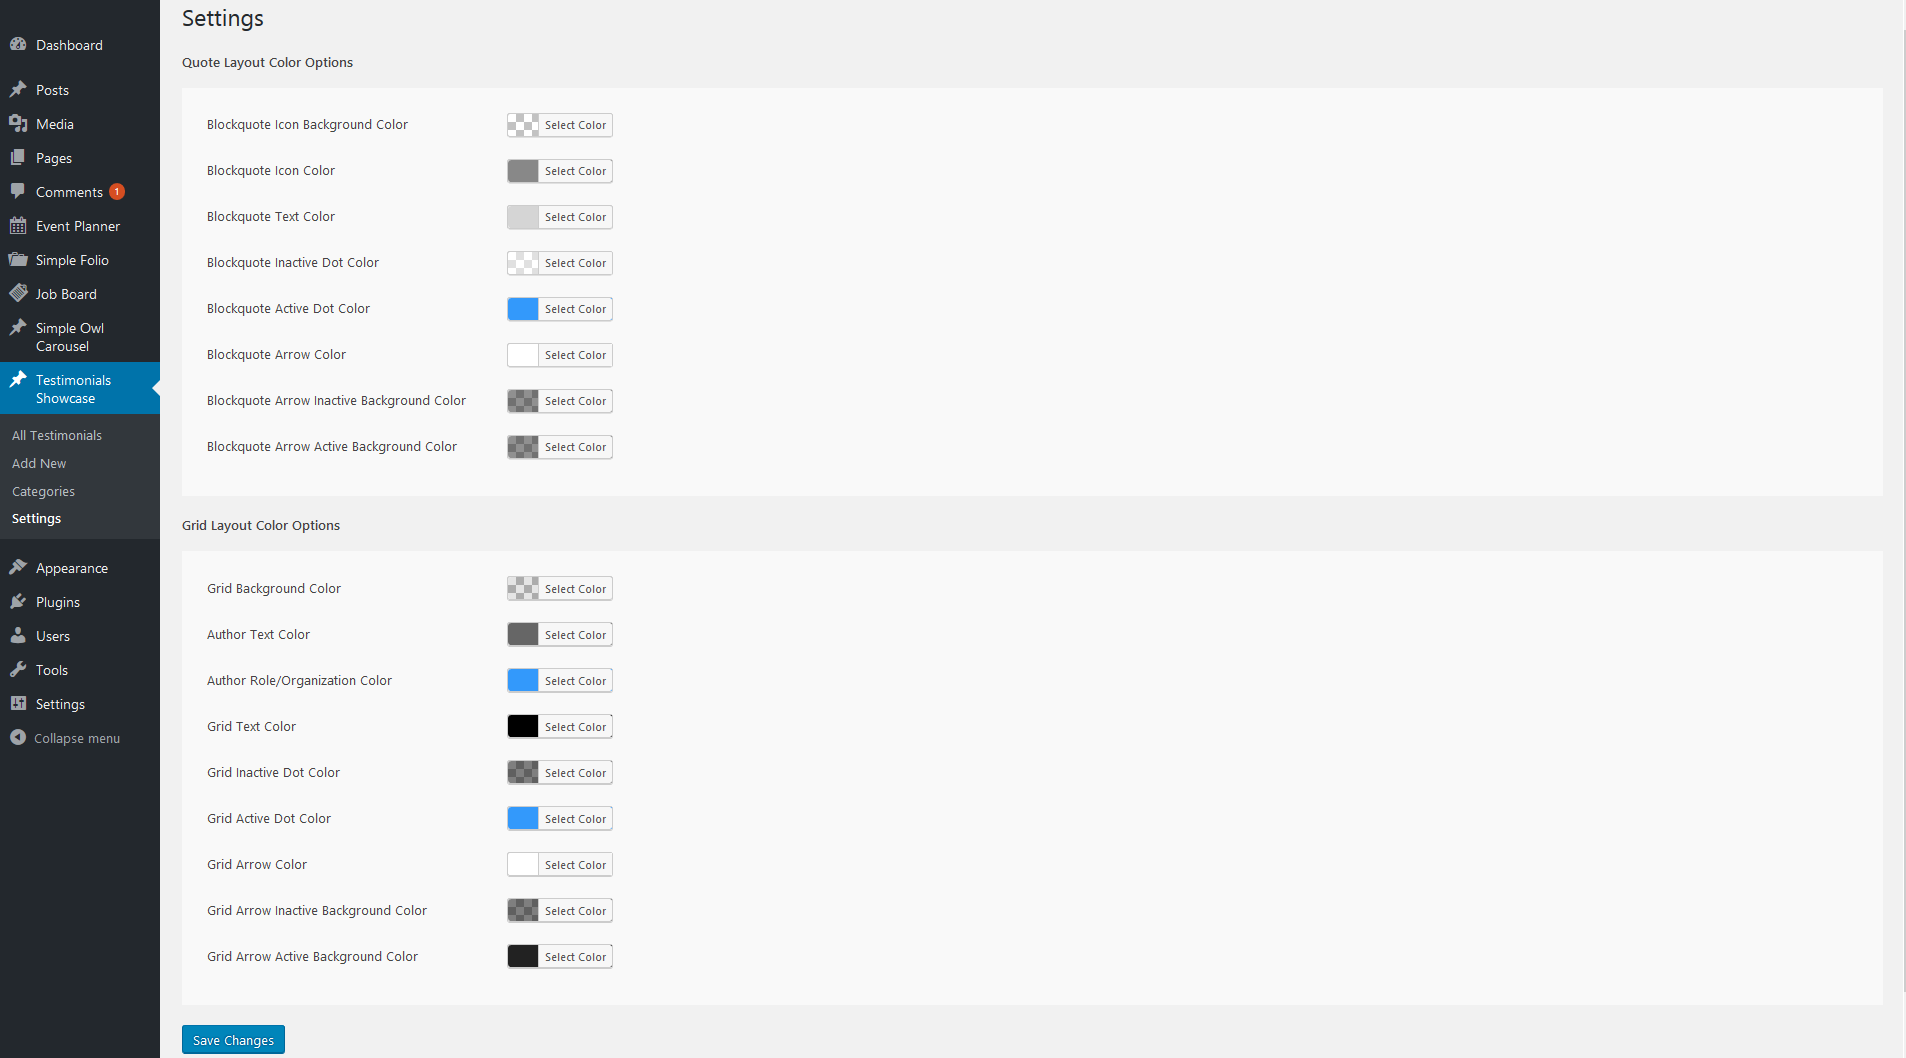 Dashboard
Posts
Media
Pages
Comments 1
Event Planner
Simple Folio
Job Board
Simple Owl
Carousel
Testimonials
Showcase
All Testimonials
Add New
Categories
Settings
Appearance
Plugins
Users
Tools
Settings
Collapse menu
Settings
Quote Layout Color Options
Blockquote Icon Background Color Select Color
Blockquote Icon Color Select Color
Blockquote Text Color Select Color
Blockquote Inactive Dot Color Select Color
Blockquote Active Dot Color Select Color
Blockquote Arrow Color Select Color
Blockquote Arrow Inactive Background Color Select Color
Blockquote Arrow Active Background Color Select Color
Grid Layout Color Options
Grid Background Color Select Color
Author Text Color Select Color
Author Role/Organization Color Select Color
Grid Text Color Select Color
Grid Inactive Dot Color Select Color
Grid Active Dot Color Select Color
Grid Arrow Color Select Color
Grid Arrow Inactive Background Color Select Color
Grid Arrow Active Background Color Select Color
Save Changes